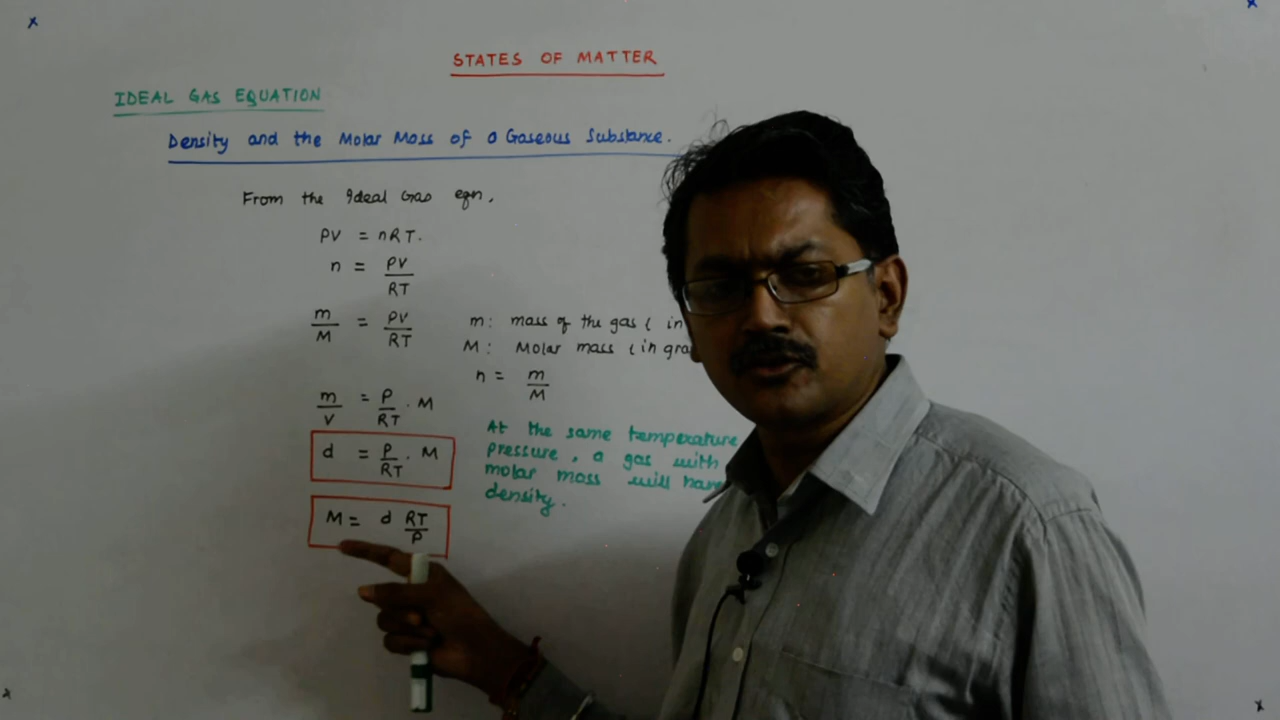 STATES OF MATTER
IDEAL GAS EQUATION
Density and the Molar Mass of a Gaseous Substance.
From the Ideal Gas eqn,
PV = nRT.
n = PV/RT
m/M = PV/RT
m: mass of the gas ( in
M: Molar mass ( in gra
n = m/M
m/V = P/RT . M
d = P/RT . M
M = d RT/P
At the same temperature
pressure, a gas with
molar mass will have
density.